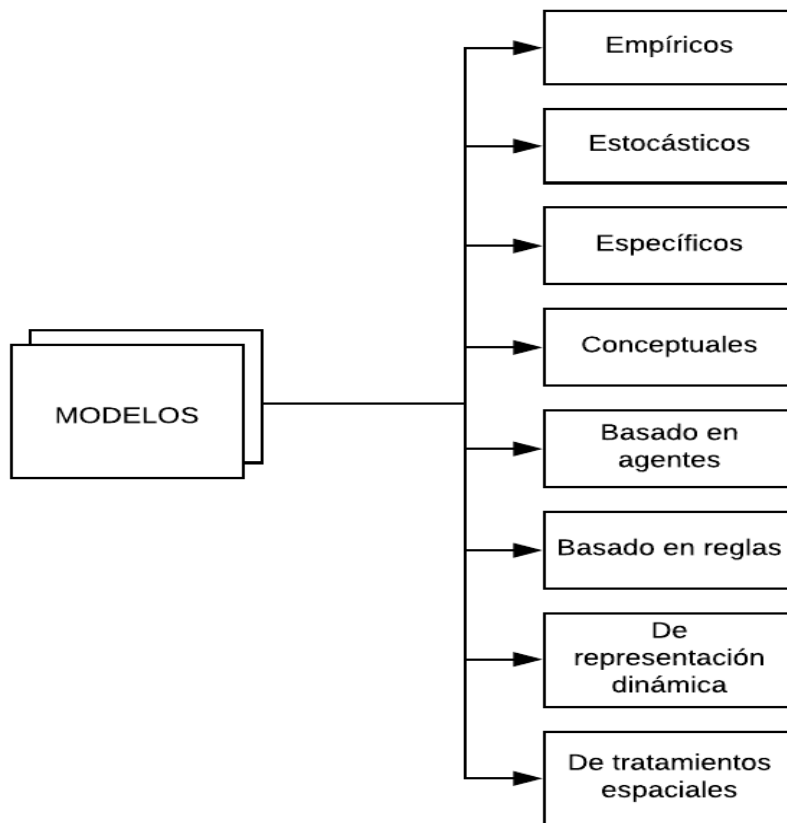 Empíricos
Estocásticos
Específicos
Conceptuales
MODELOS
Basado en
agentes
Basado en reglas
De
representación
dinámica
De tratamientos
espaciales